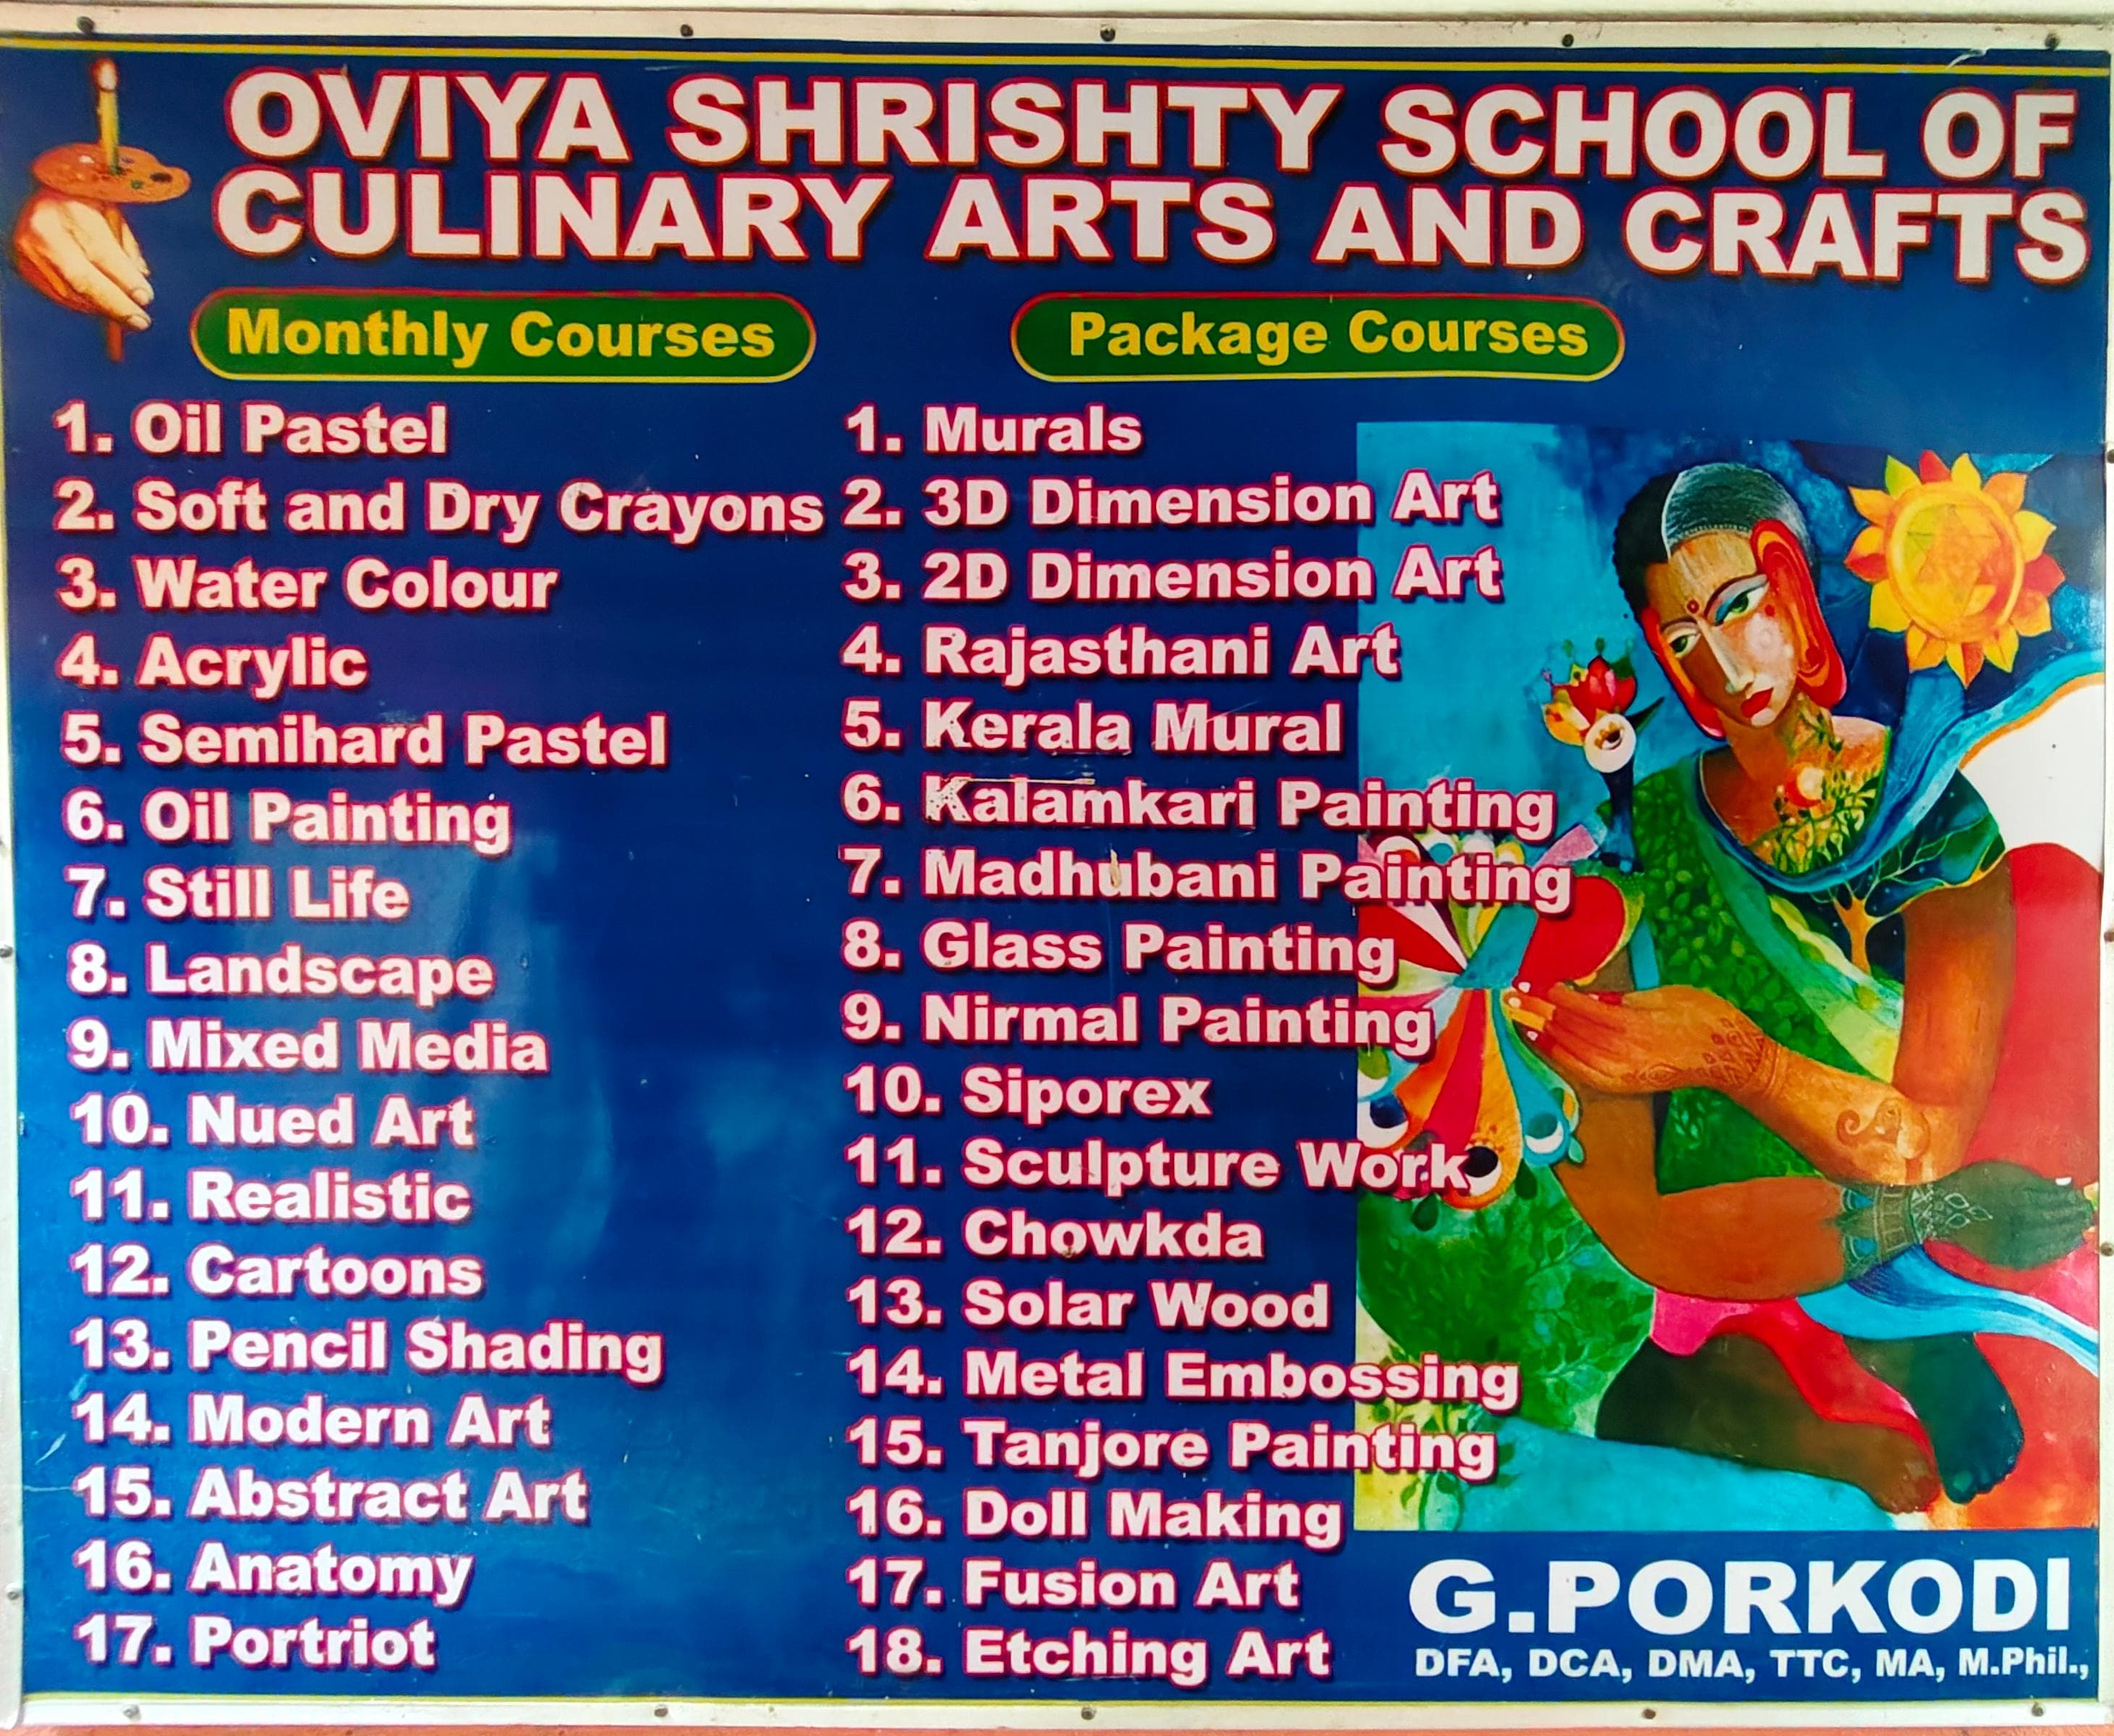 OVIYA SHRISHTY SCHOOL OF
CULINARY ARTS AND CRAFTS
Monthly Courses
1. Oil Pastel
2. Soft and Dry Crayons
3. Water Colour
4. Acrylic
5. Semihard Pastel
6. Oil Painting
7. Still Life
8. Landscape
9. Mixed Media
10. Nued Art
11. Realistic
12. Cartoons
13. Pencil Shading
14. Modern Art
15. Abstract Art
16. Anatomy
17. Portriot
Package Courses
1. Murals
2. 3D Dimension Art
3. 2D Dimension Art
4. Rajasthani Art
5. Kerala Mural
6. Kalamkari Painting
7. Madhubani Painting
8. Glass Painting
9. Nirmal Painting
10. Siporex
11. Sculpture Work
12. Chowkda
13. Solar Wood
14. Metal Embossing
15. Tanjore Painting
16. Doll Making
17. Fusion Art
18. Etching Art
G.PORKODI
DFA, DCA, DMA, TTC, MA, M.Phil.,